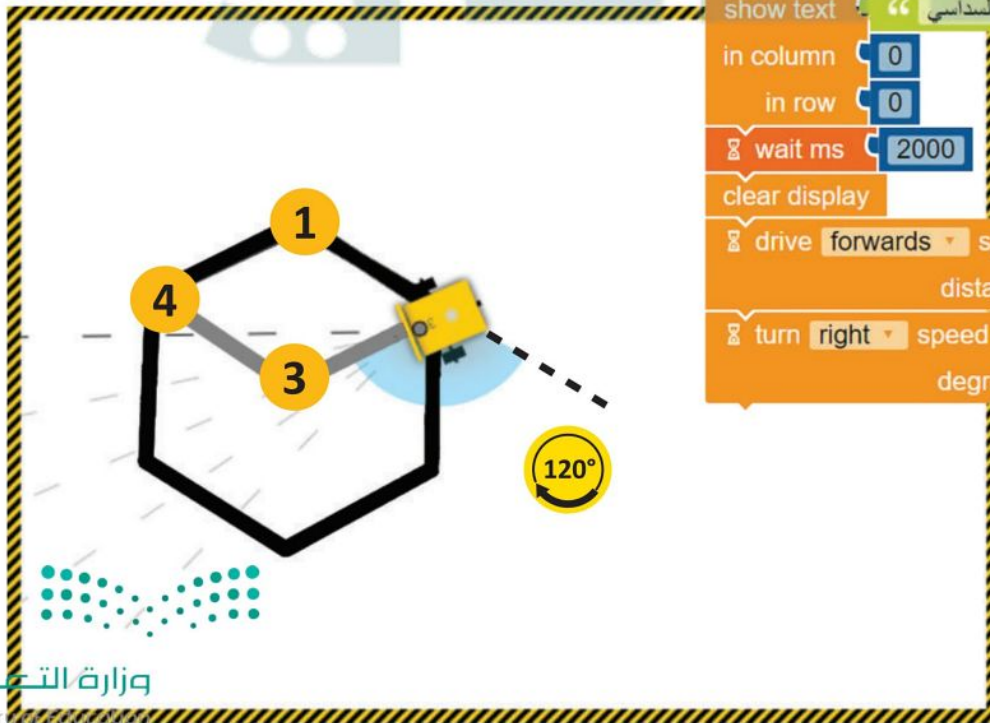 show text
“ السداسي
in column 0
in row 0
wait ms 2000
clear display
drive forwards
turn right speed
1
4
3
120°
وزارة